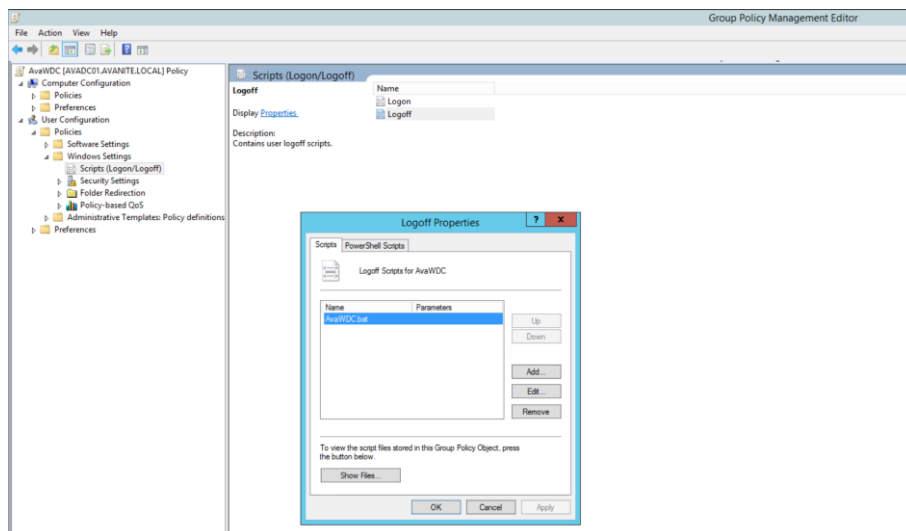 Group Policy Management Editor
File Action View Help
AvaWDC [AVADC01.AVANITE.LOCAL] Policy
Computer Configuration
Policies
Preferences
User Configuration
Policies
Software Settings
Windows Settings
Scripts (Logon/Logoff)
Security Settings
Folder Redirection
Policy-based QoS
Administrative Templates: Policy definitions
Preferences
Scripts (Logon/Logoff)
Logoff
Display Properties
Description:
Contains user logoff scripts.
Name
Logon
Logoff
Logoff Properties
? x
Scripts PowerShell Scripts
Logoff Scripts for AvaWDC
Name Parameters
AvaWDC.bat
Up
Down
Add...
Edit...
Remove
To view the script files stored in this Group Policy Object, press
the button below.
Show Files...
OK Cancel Apply